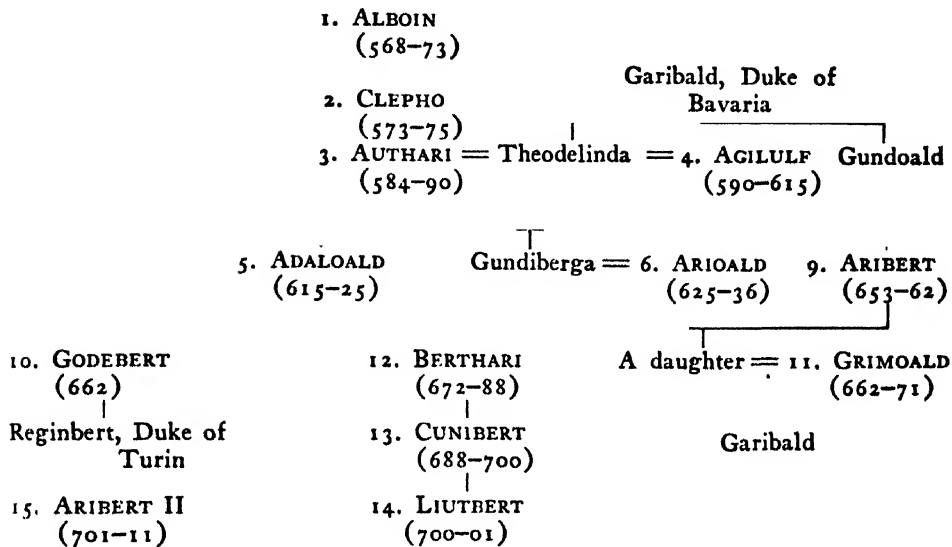 1. ALBOIN
(568–73)
Garibald, Duke of
Bavaria
2. CLEPHO
(573–75)
3. AUTHARI = Theodelinda = 4. AGILULF Gundoald
(584–90) (590–615)
5. ADALOALD Gundiberga = 6. ARIOALD 9. ARIBERT
(615–25) (625–36) (653–62)
10. GODEBERT 12. BERTHARI A daughter = 11. GRIMOALD
(662) (672–88) (662–71)
Reginbert, Duke of 13. CUNIBERT Garibald
Turin (688–700)
15. ARIBERT II 14. LIUTBERT
(701–11) (700–01)